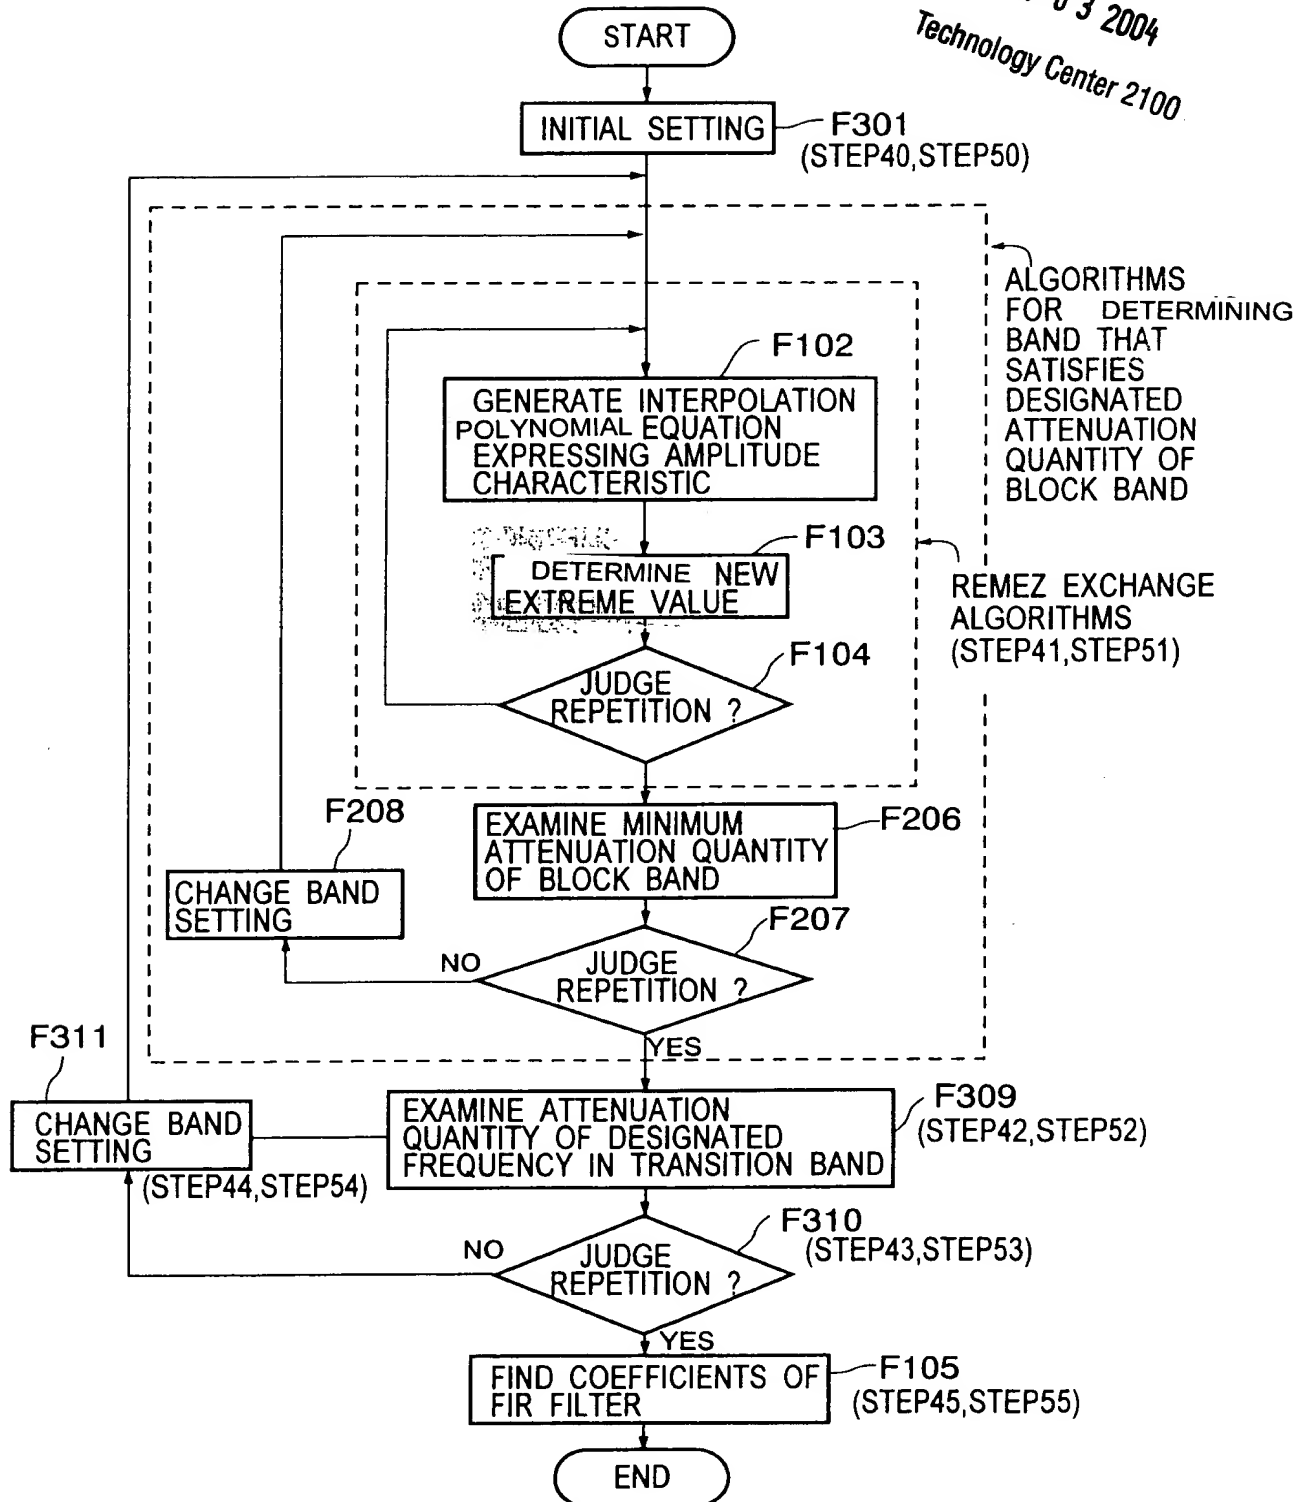 3 2004
Technology Center 2100
START
INITIAL SETTING
F301
(STEP40,STEP50)
ALGORITHMS
FOR DETERMINING
BAND THAT
SATISFIES
DESIGNATED
ATTENUATION
QUANTITY OF
BLOCK BAND
F102
GENERATE INTERPOLATION
POLYNOMIAL EQUATION
EXPRESSING AMPLITUDE
CHARACTERISTIC
F103
DETERMINE NEW
EXTREME VALUE
REMEZ EXCHANGE
ALGORITHMS
(STEP41,STEP51)
F104
JUDGE
REPETITION ?
F208
CHANGE BAND
SETTING
F206
EXAMINE MINIMUM
ATTENUATION QUANTITY
OF BLOCK BAND
F207
NO
JUDGE
REPETITION ?
YES
F311
CHANGE BAND
SETTING
(STEP44,STEP54)
EXAMINE ATTENUATION
QUANTITY OF DESIGNATED
FREQUENCY IN TRANSITION BAND
F309
(STEP42,STEP52)
F310
(STEP43,STEP53)
NO
JUDGE
REPETITION ?
YES
FIND COEFFICIENTS OF
FIR FILTER
F105
(STEP45,STEP55)
END